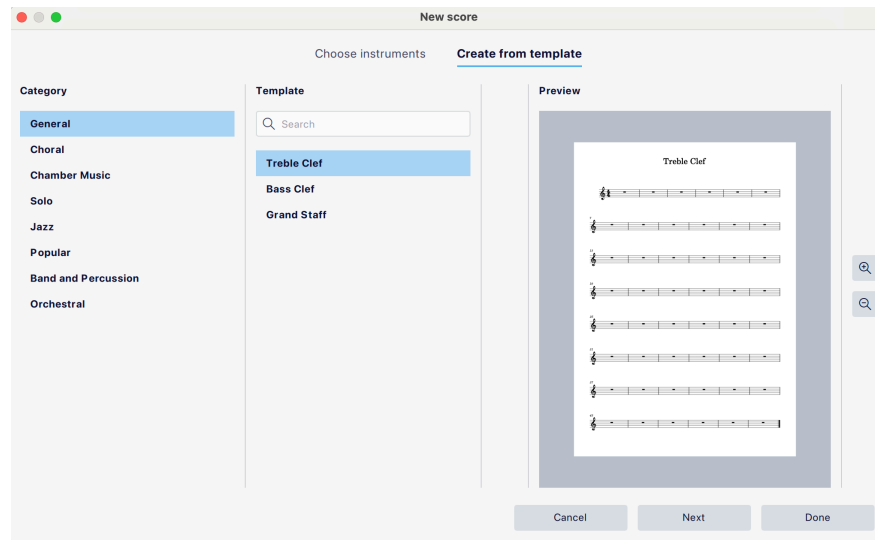 New score
Choose instruments
Create from template
Category
General
Choral
Chamber Music
Solo
Jazz
Popular
Band and Percussion
Orchestral
Template
Search
Treble Clef
Bass Clef
Grand Staff
Preview
Treble Clef
Cancel
Next
Done